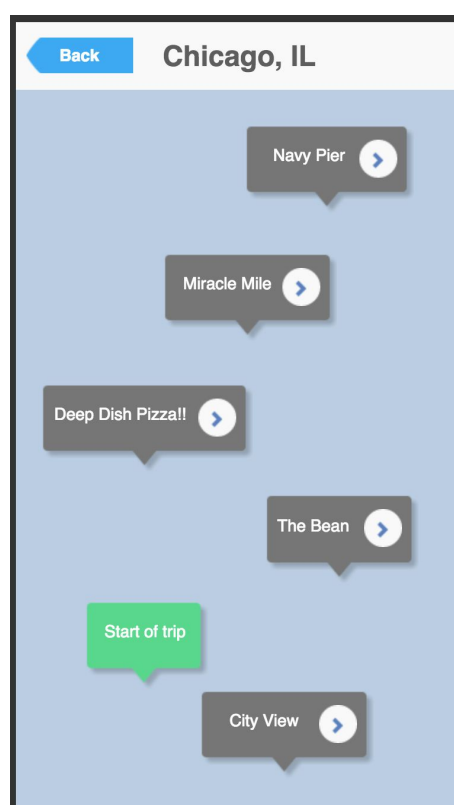 Back
Chicago, IL
Navy Pier
Miracle Mile
Deep Dish Pizza!!
The Bean
Start of trip
City View